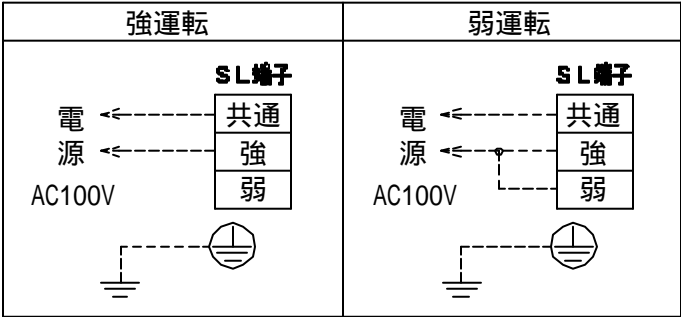 強運転
弱運転
SL端子
電 共通
源 強
AC100V 弱
SL端子
電 共通
源 強
AC100V 弱